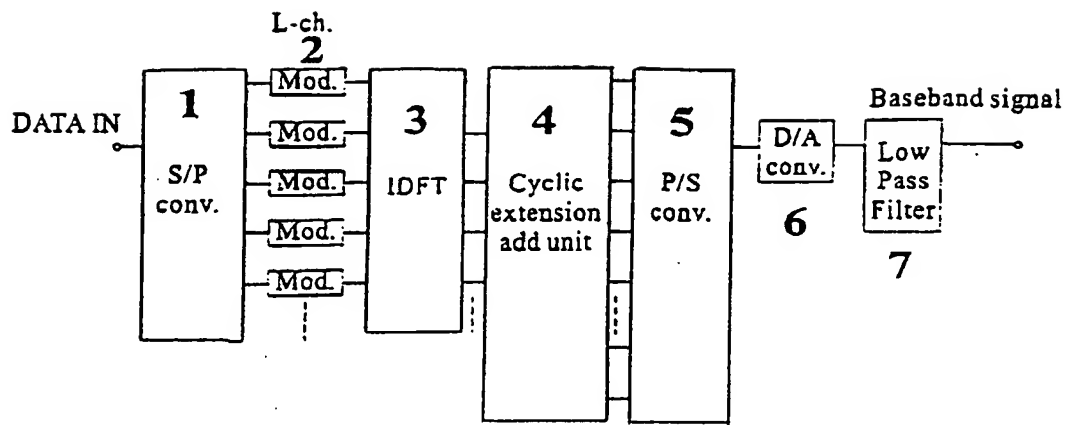 L-ch.
2
Mod.
Mod.
Mod.
Mod.
Mod.
DATA IN
1
S/P
conv.
3
IDFT
4
Cyclic
extension
add unit
5
P/S
conv.
D/A
conv.
6
Baseband signal
Low
Pass
Filter
7